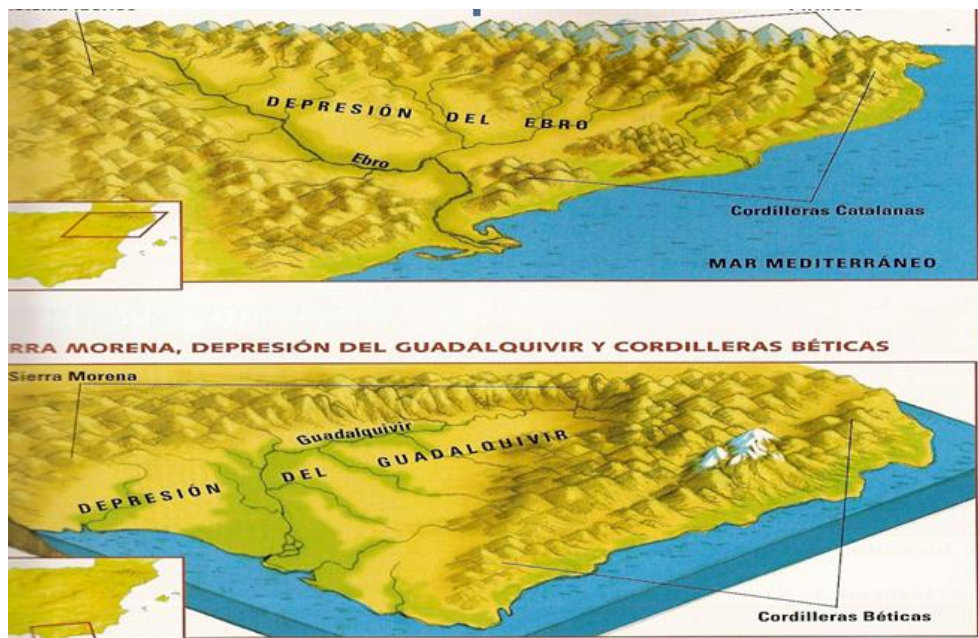 DEPRESIÓN DEL EBRO
Ebro
Cordilleras Catalanas
MAR MEDITERRÁNEO
RRA MORENA, DEPRESIÓN DEL GUADALQUIVIR Y CORDILLERAS BÉTICAS
Sierra Morena
Guadalquivir
DEPRESIÓN DEL GUADALQUIVIR
Cordilleras Béticas